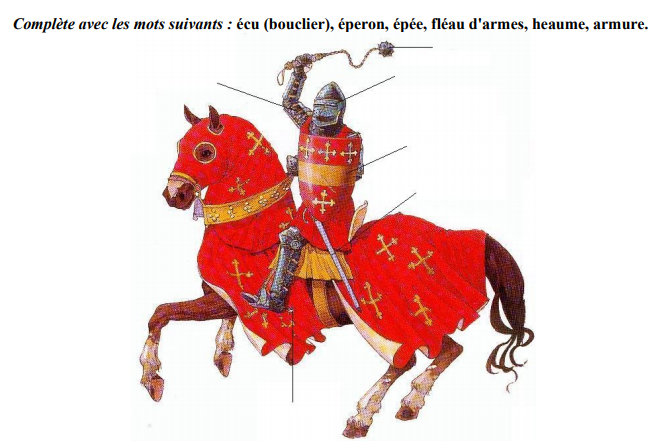 Complète avec les mots suivants : écu (bouclier), éperon, épée, fléau d'armes, heaume, armure.